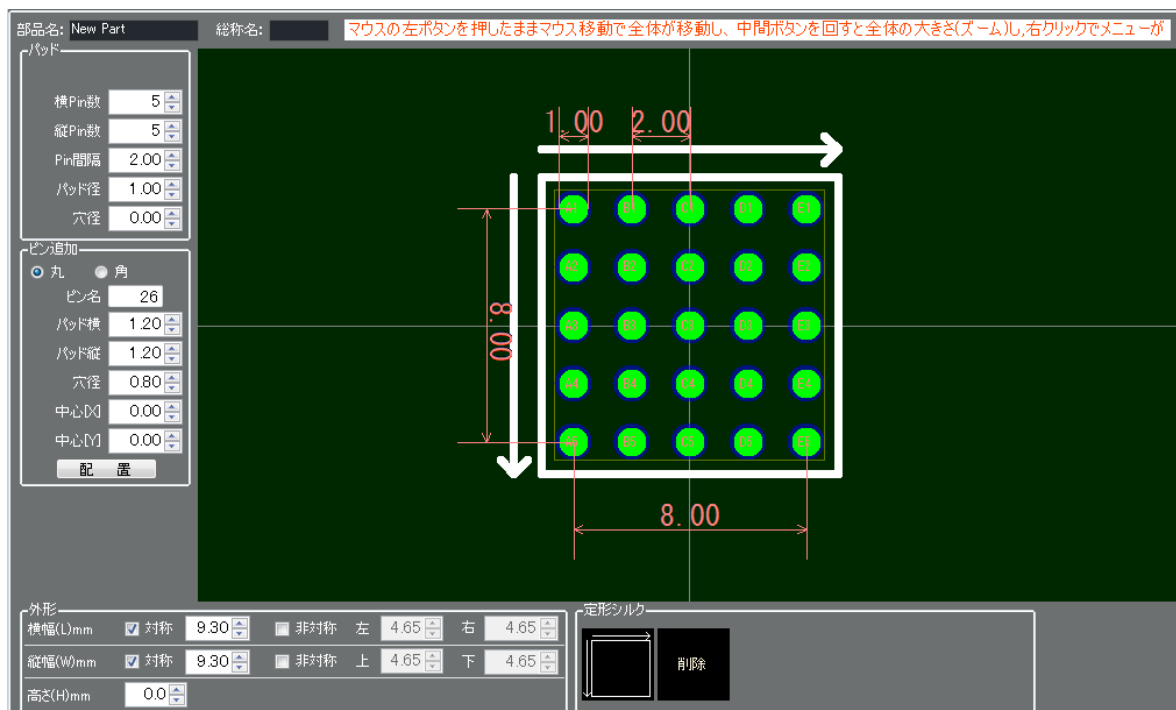 部品名: New Part 総称名: マウスの左ボタンを押したままマウス移動で全体が移動し、中間ボタンを回すと全体の大きさ(ズーム)し,右クリックでメニューが
パッド
横Pin数 5
縦Pin数 5
Pin間隔 2.00
パッド径 1.00
穴径 0.00
ピン追加
丸 角
ピン名 26
パッド横 1.20
パッド縦 1.20
穴径 0.80
中心[X] 0.00
中心[Y] 0.00
配 置
1.00 2.00
A1 B1 C1 D1 E1
A2 B2 C2 D2 E2
A3 B3 C3 D3 E3
8.00
A4 B4 C4 D4 E4
A5 B5 C5 D5 E5
8.00
外形
横幅(L)mm 対称 9.30 非対称 左 4.65 右 4.65
縦幅(W)mm 対称 9.30 非対称 上 4.65 下 4.65
高さ(H)mm 0.0
定形シルク
削除